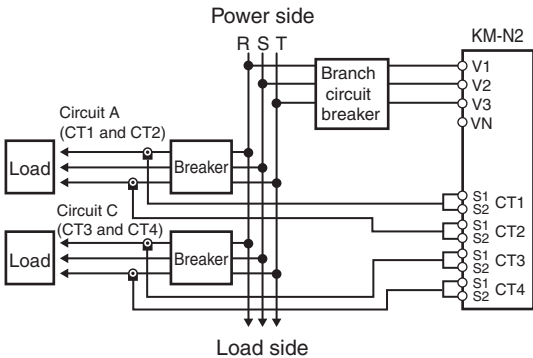 Power side
KM-N2
R S T
Branch
circuit
breaker
V1
V2
V3
VN
Circuit A
(CT1 and CT2)
Load
Breaker
S1
S2
CT1
Circuit C
(CT3 and CT4)
S1
S2
CT2
Load
Breaker
S1
S2
CT3
S1
S2
CT4
Load side